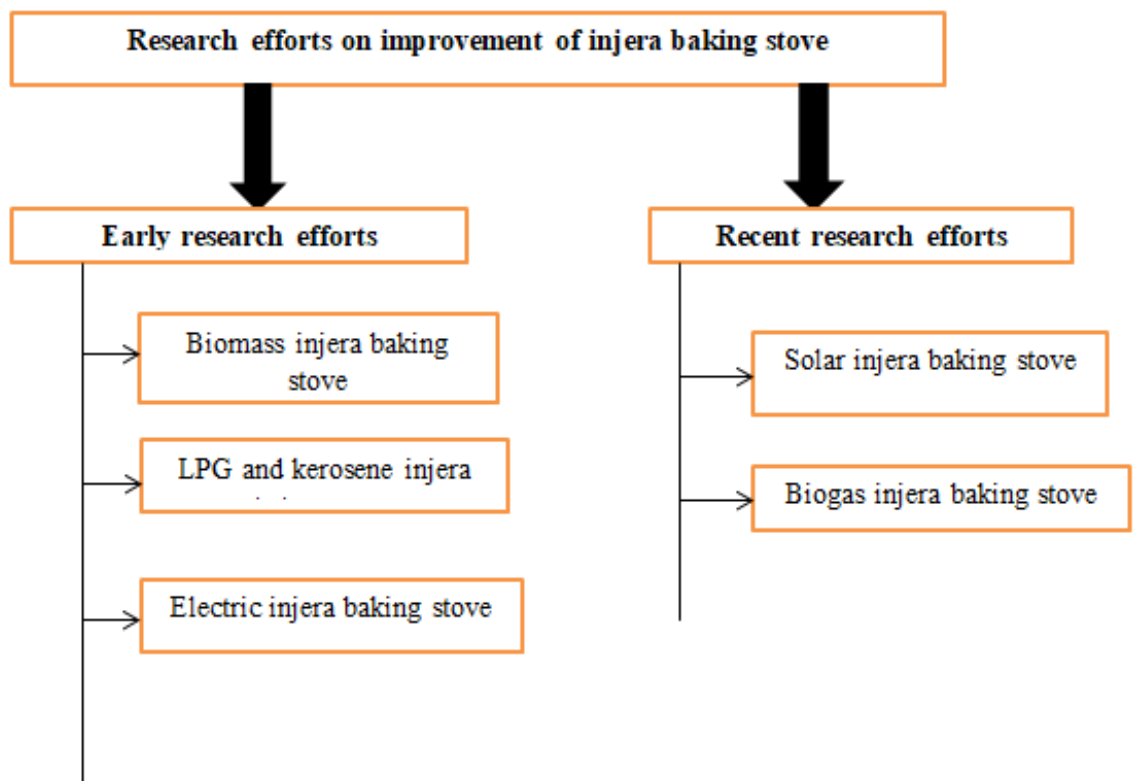 Research efforts on improvement of injera baking stove
Early research efforts
Biomass injera baking
stove
LPG and kerosene injera
Electric injera baking stove
Recent research efforts
Solar injera baking stove
Biogas injera baking stove